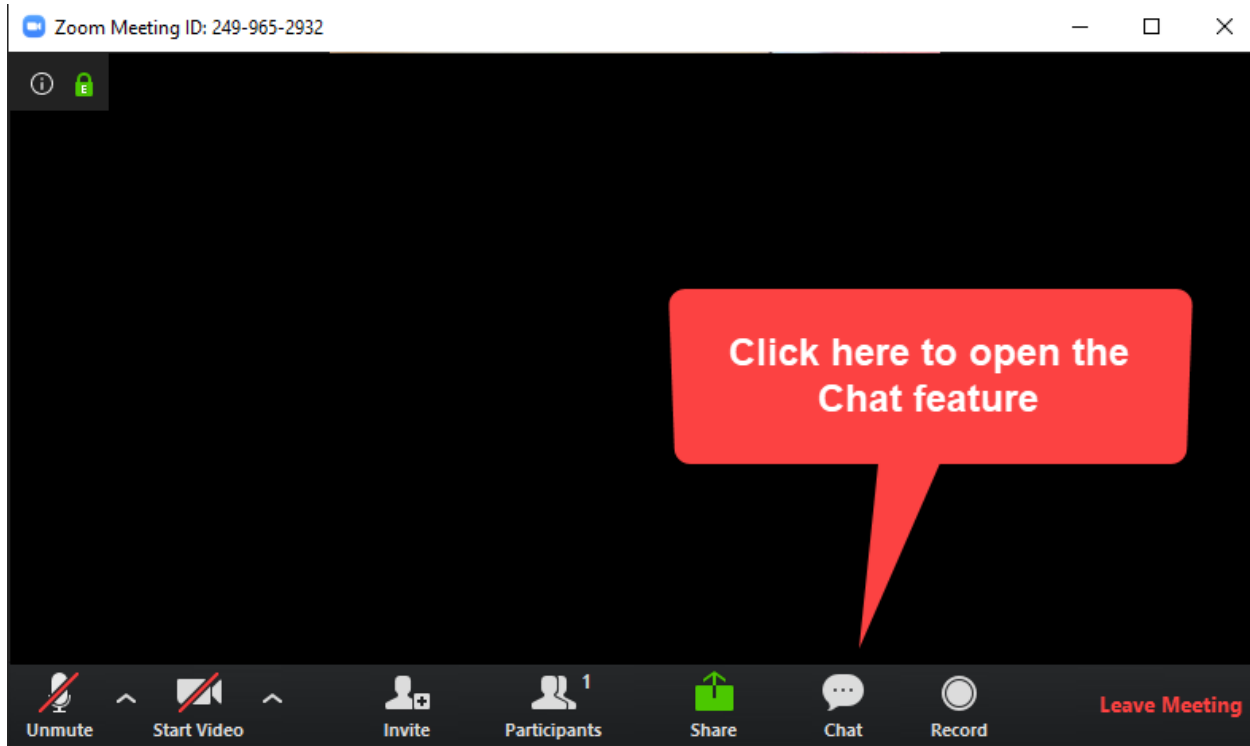 Zoom Meeting ID: 249-965-2932
E
Click here to open the
Chat feature
1
Unmute Start Video Invite Participants Share Chat Record Leave Meeting